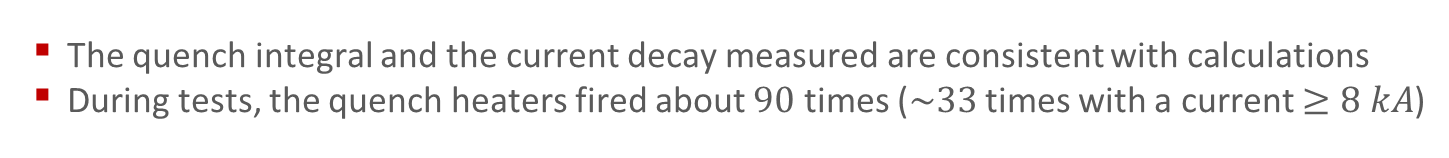 ▪ The quench integral and the current decay measured are consistent with calculations
▪ During tests, the quench heaters fired about 90 times (~33 times with a current ≥ 8 kA)